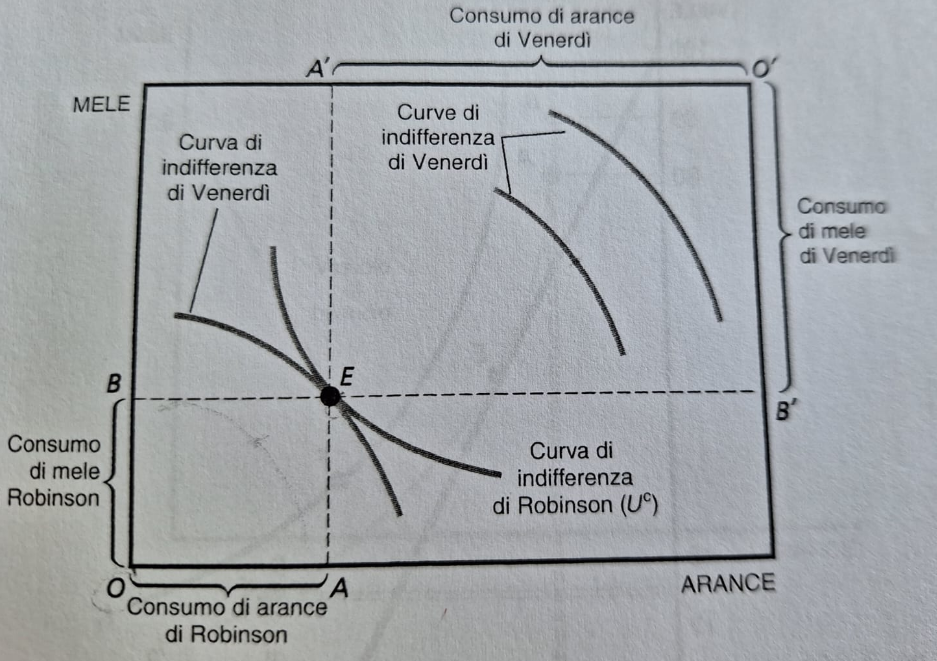 Consumo di arance
di Venerdì
A′
O′
MELE
Curva di
indifferenza
di Venerdì
Curve di
indifferenza
di Venerdì
Consumo
di mele
di Venerdì
B
E
B′
Consumo
di mele
Robinson
Curva di
indifferenza
di Robinson (Uᶜ)
O
A
ARANCE
Consumo di arance
di Robinson